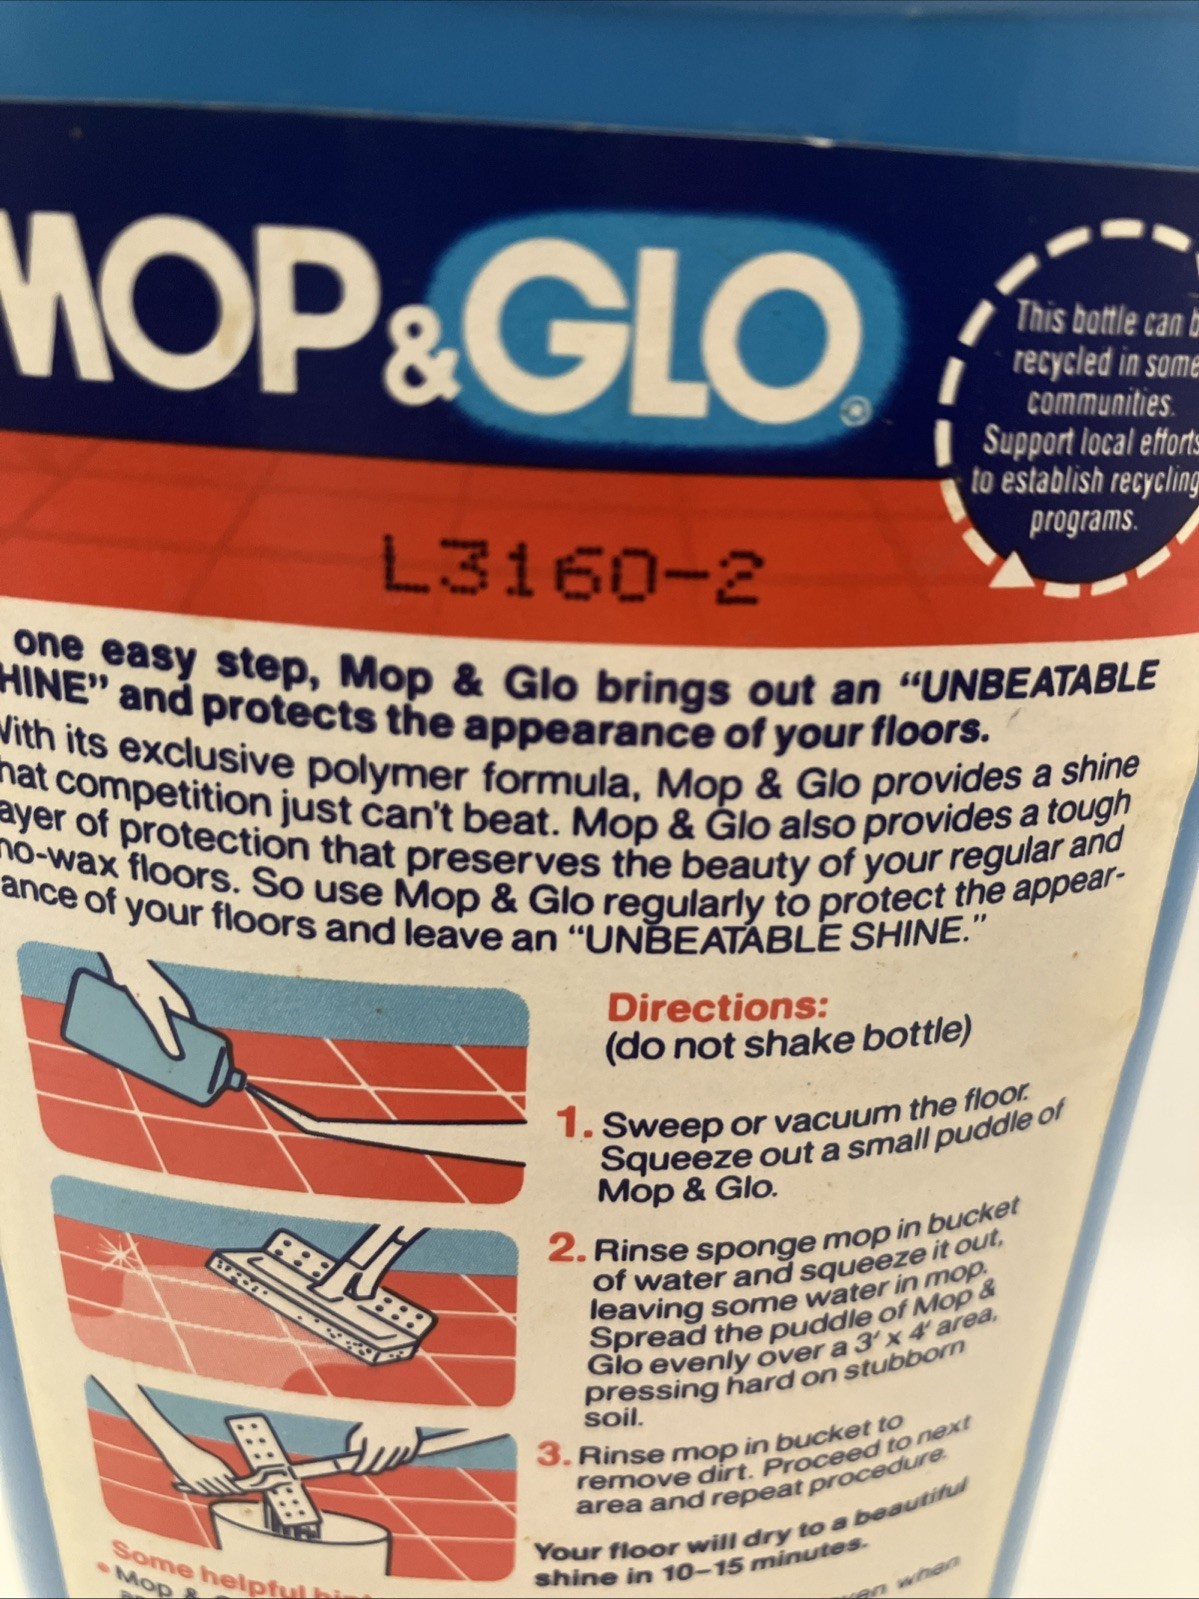 MOP & GLO®
This bottle can
recycled in some
communities.
Support local efforts
to establish recycling
programs.
L3160-2
one easy step, Mop & Glo brings out an “UNBEATABLE
HINE” and protects the appearance of your floors.
With its exclusive polymer formula, Mop & Glo provides a shine
hat competition just can't beat. Mop & Glo also provides a tough
ayer of protection that preserves the beauty of your regular and
no-wax floors. So use Mop & Glo regularly to protect the appear-
ance of your floors and leave an “UNBEATABLE SHINE.”
Directions:
(do not shake bottle)
1. Sweep or vacuum the floor.
Squeeze out a small puddle of
Mop & Glo.
2. Rinse sponge mop in bucket
of water and squeeze it out,
leaving some water in mop.
Spread the puddle of Mop &
Glo evenly over a 3' x 4' area,
pressing hard on stubborn
soil.
3. Rinse mop in bucket to
remove dirt. Proceed to next
area and repeat procedure.
Your floor will dry to a beautiful
shine in 10–15 minutes.
Some helpful
• Mop &
when